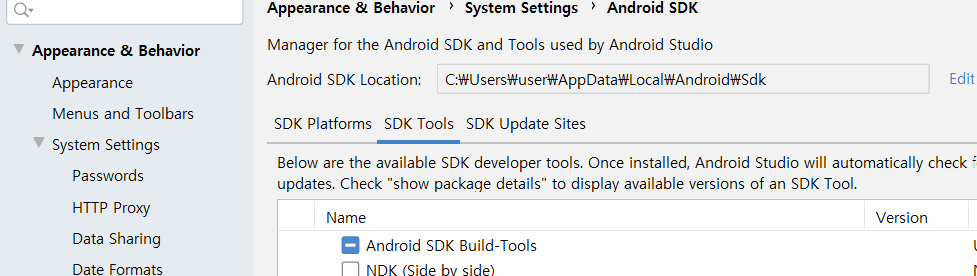 Appearance & Behavior › System Settings › Android SDK
Appearance & Behavior
Manager for the Android SDK and Tools used by Android Studio
Appearance
Android SDK Location: C:₩Users₩user₩AppData₩Local₩Android₩Sdk Edit
Menus and Toolbars
SDK Platforms SDK Tools SDK Update Sites
System Settings
Below are the available SDK developer tools. Once installed, Android Studio will automatically check
Passwords
updates. Check "show package details" to display available versions of an SDK Tool.
HTTP Proxy
Name Version
Data Sharing
Android SDK Build-Tools
Date Formats
NDK (Side by side)